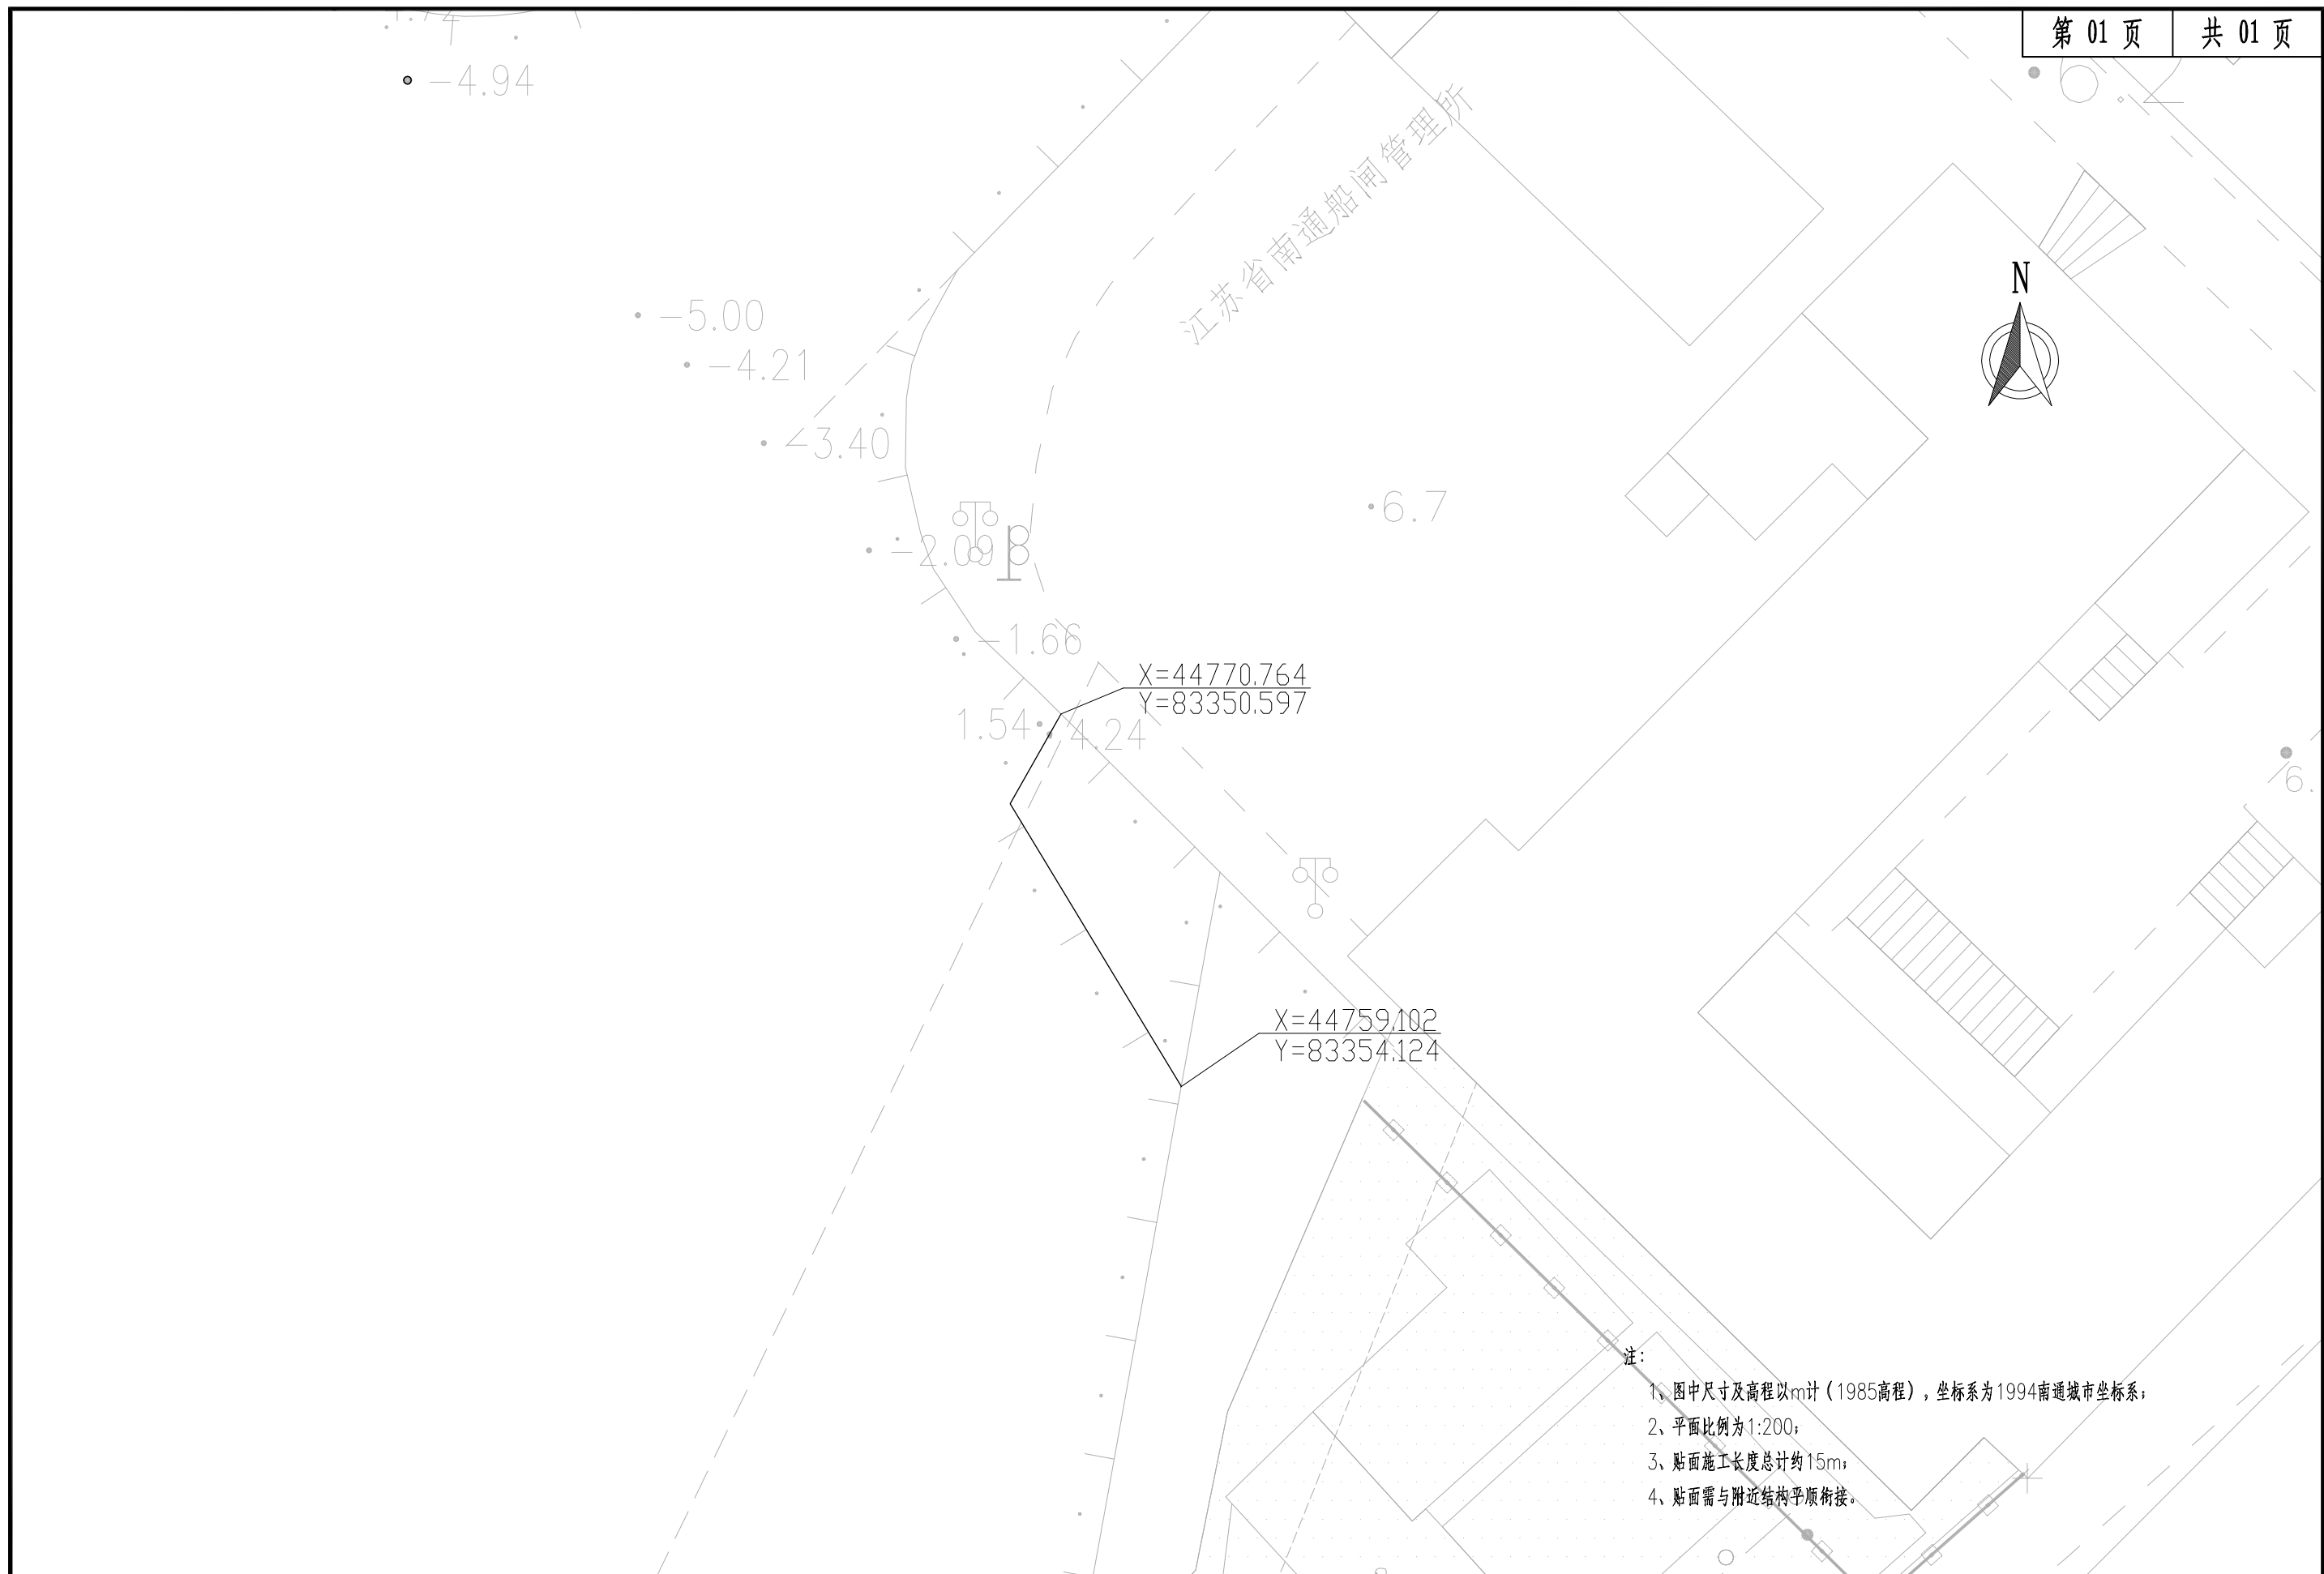 第 01 页
共 01 页
-4.94
江苏省南通船闸管理所
N
-5.00
-4.21
-3.40
6.7
-2.09
-1.66
X=44770.764
Y=83350.597
1.54
4.24
6.
X=44759.102
Y=83354.124
注:
1、图中尺寸及高程以m计（1985高程），坐标系为1994南通城市坐标系；
2、平面比例为1:200；
3、贴面施工长度总计约15m；
4、贴面需与附近结构平顺衔接。